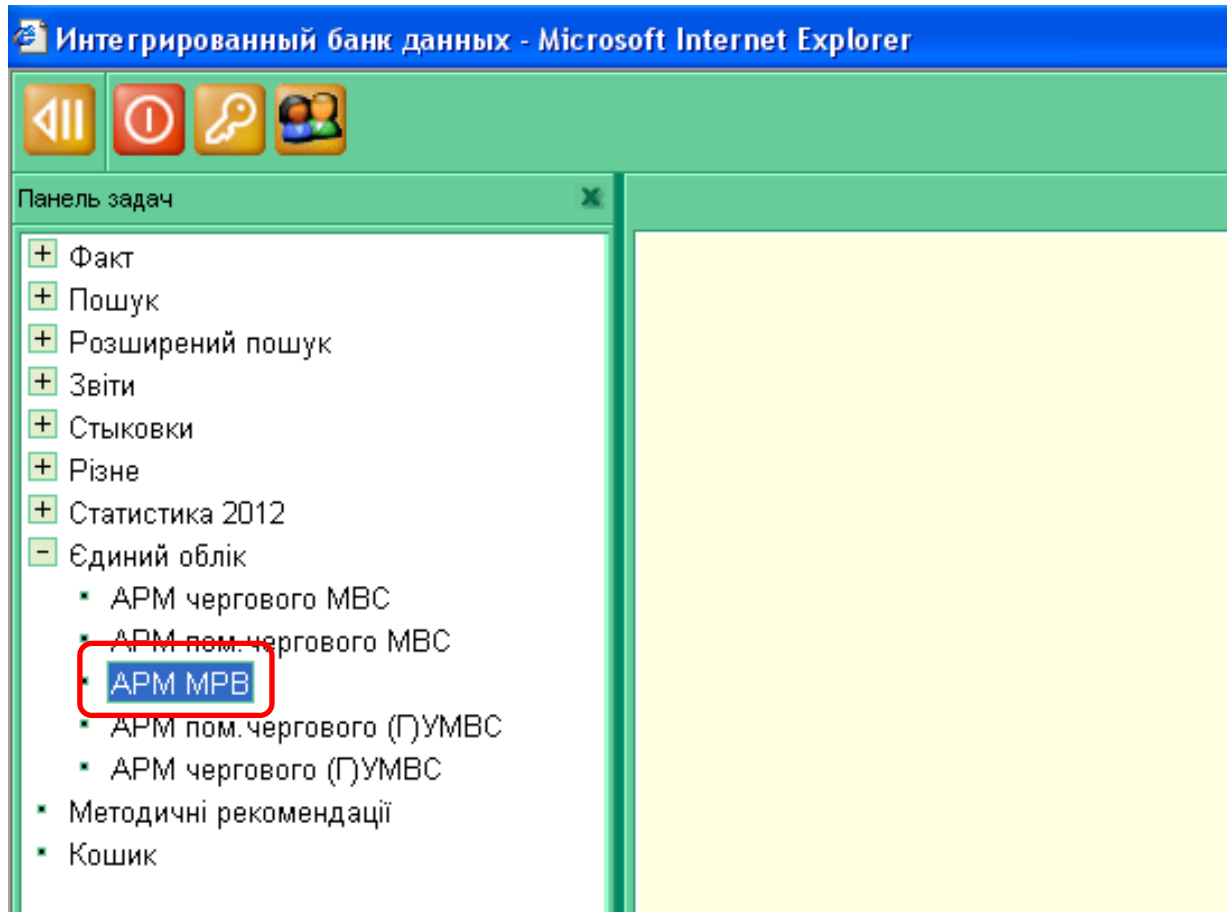 Интегрированный банк данных - Microsoft Internet Explorer
Панель задач
Факт
Пошук
Розширений пошук
Звіти
Стыковки
Різне
Статистика 2012
Єдиний облік
АРМ чергового МВС
АРМ пом.чергового МВС
АРМ МРВ
АРМ пом.чергового (Г)УМВС
АРМ чергового (Г)УМВС
Методичні рекомендації
Кошик